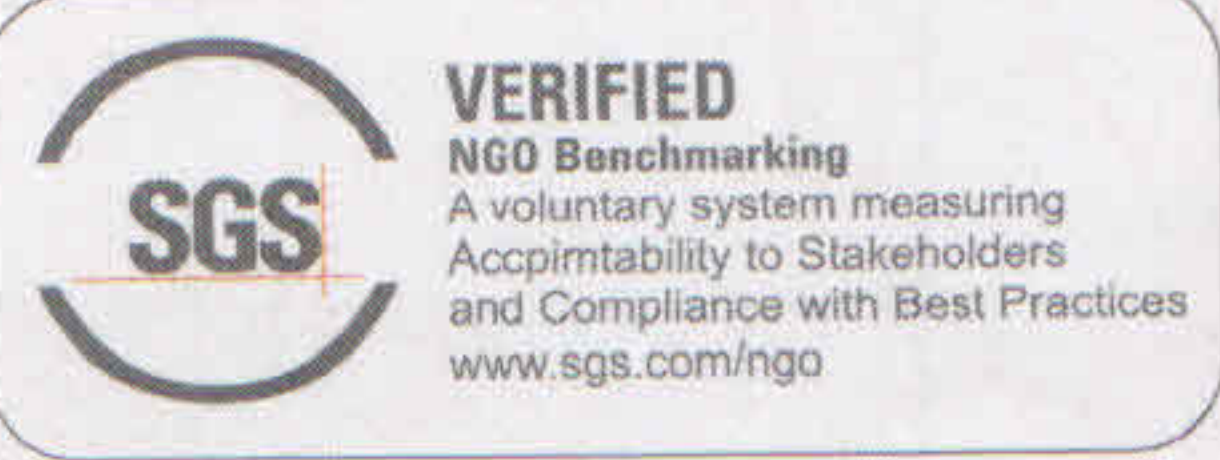 SGS
VERIFIED
NGO Benchmarking
A voluntary system measuring
Accpimtability to Stakeholders
and Compliance with Best Practices
www.sgs.com/ngo